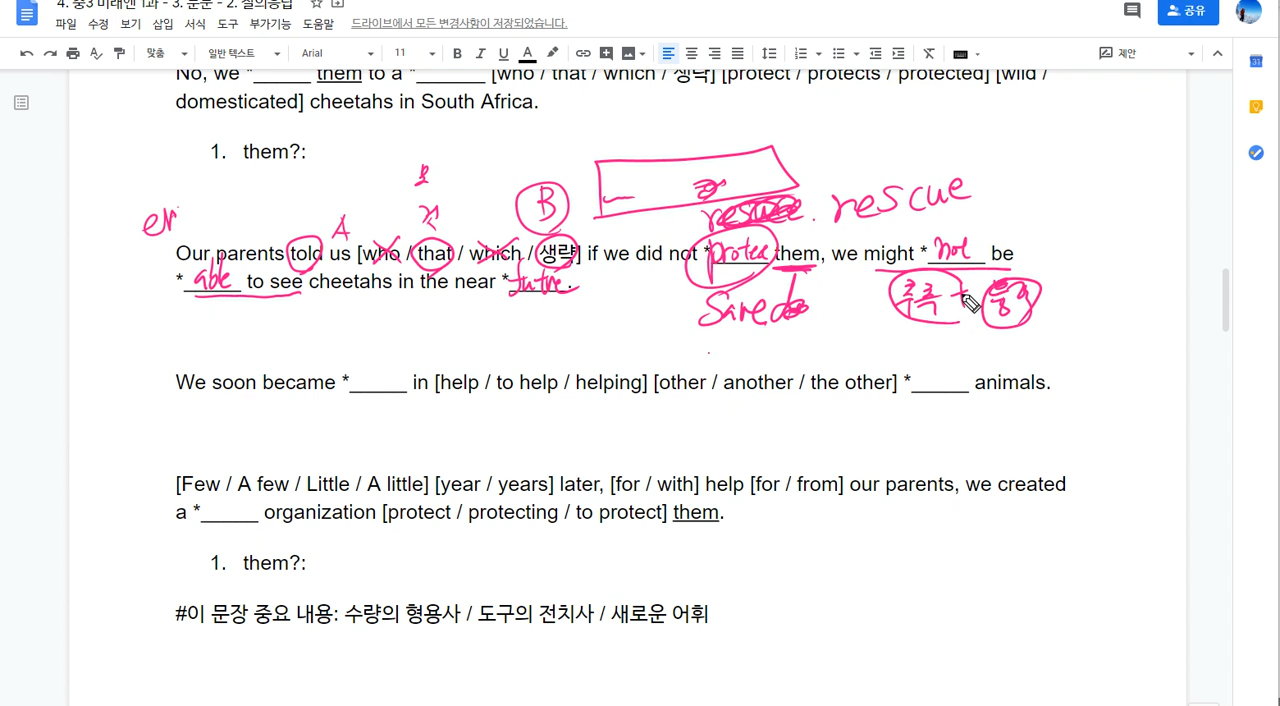 4. 중3 미래엔 1과 - 3. 본문 - 2. 질의응답
파일 수정 보기 삽입 서식 도구 부가기능 도움말 드라이브에서 모든 변경사항이 저장되었습니다.
공유
맞춤 일반 텍스트 Arial 11 B I U A 제안
No, we *_____ them to a *______ [who / that / which / 생략] [protect / protects / protected] [wild /
domesticated] cheetahs in South Africa.
1. them?:
B
rescue. rescue
A
Our parents told us [who / that / which / 생략] if we did not *protec them, we might *not be
*able to see cheetahs in the near *future.
Save
추측
We soon became *_____ in [help / to help / helping] [other / another / the other] *_____ animals.
[Few / A few / Little / A little] [year / years] later, [for / with] help [for / from] our parents, we created
a *_____ organization [protect / protecting / to protect] them.
1. them?:
#이 문장 중요 내용: 수량의 형용사 / 도구의 전치사 / 새로운 어휘